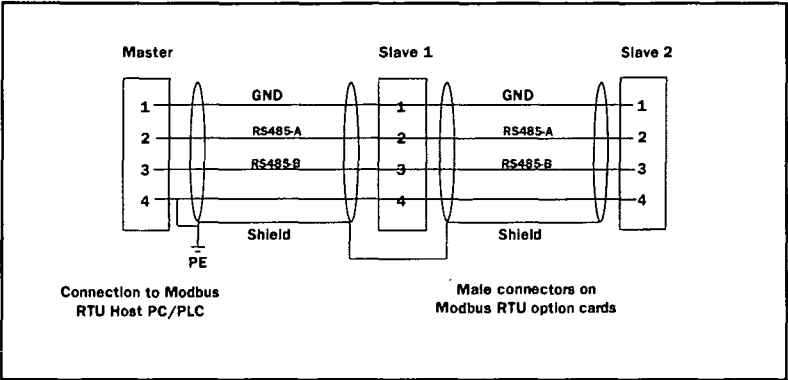 Master Slave 1 Slave 2
1 GND 1 GND 1
2 RS485-A 2 RS485-A 2
3 RS485-B 3 RS485-B 3
4 4 4
Shield Shield
PE
Connection to Modbus
RTU Host PC/PLC
Male connectors on
Modbus RTU option cards